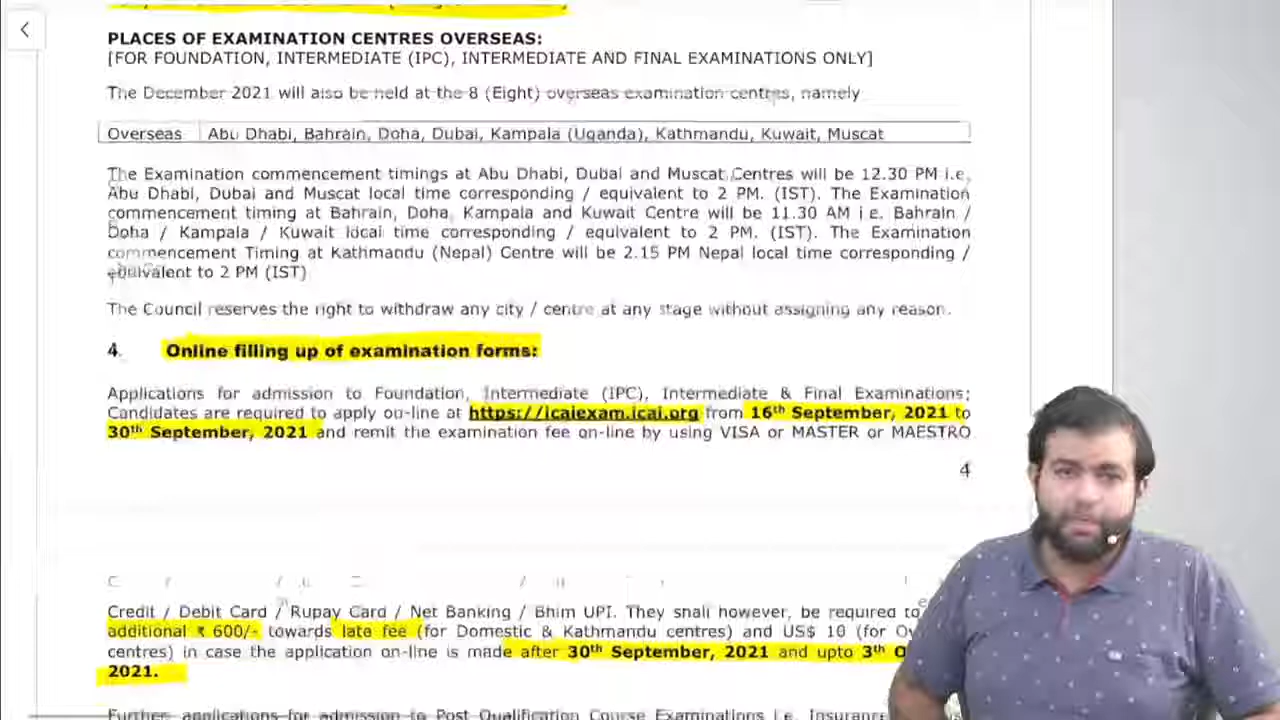 PLACES OF EXAMINATION CENTRES OVERSEAS:
[FOR FOUNDATION, INTERMEDIATE (IPC), INTERMEDIATE AND FINAL EXAMINATIONS ONLY]
The December 2021 will also be held at the 8 (Eight) overseas examination centres, namely
Overseas Abu Dhabi, Bahrain, Doha, Dubai, Kampala (Uganda), Kathmandu, Kuwait, Muscat
The Examination commencement timings at Abu Dhabi, Dubai and Muscat Centres will be 12.30 PM i.e,
Abu Dhabi, Dubai and Muscat local time corresponding / equivalent to 2 PM. (IST). The Examination
commencement timing at Bahrain, Doha, Kampala and Kuwait Centre will be 11.30 AM i.e. Bahrain /
Doha / Kampala / Kuwait local time corresponding / equivalent to 2 PM. (IST). The Examination
commencement Timing at Kathmandu (Nepal) Centre will be 2.15 PM Nepal local time corresponding /
equivalent to 2 PM (IST)
The Council reserves the right to withdraw any city / centre at any stage without assigning any reason.
4. Online filling up of examination forms:
Applications for admission to Foundation, Intermediate (IPC), Intermediate & Final Examinations;
Candidates are required to apply on-line at https://icaiexam.icai.org from 16th September, 2021 to
30th September, 2021 and remit the examination fee on-line by using VISA or MASTER or MAESTRO
4
Credit / Debit Card / Rupay Card / Net Banking / Bhim UPI. They shall however, be required to
additional ₹ 600/- towards late fee (for Domestic & Kathmandu centres) and US$ 10 (for
centres) in case the application on-line is made after 30th September, 2021 and upto 3rd
2021.
Further applications for admission to Post Qualification Course Examinations i.e. Insurance